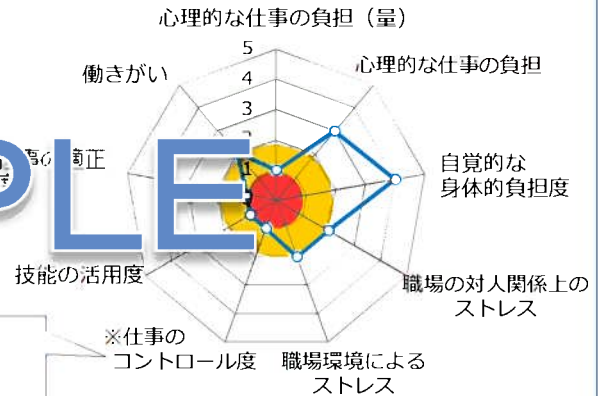 心理的な仕事の負担（量）
心理的な仕事の負担
働きがい
5
4
3
2
1
自覚的な
身体的負担度
適正
PLE
技能の活用度
職場の対人関係上の
ストレス
※仕事の
コントロール度
職場環境による
ストレス